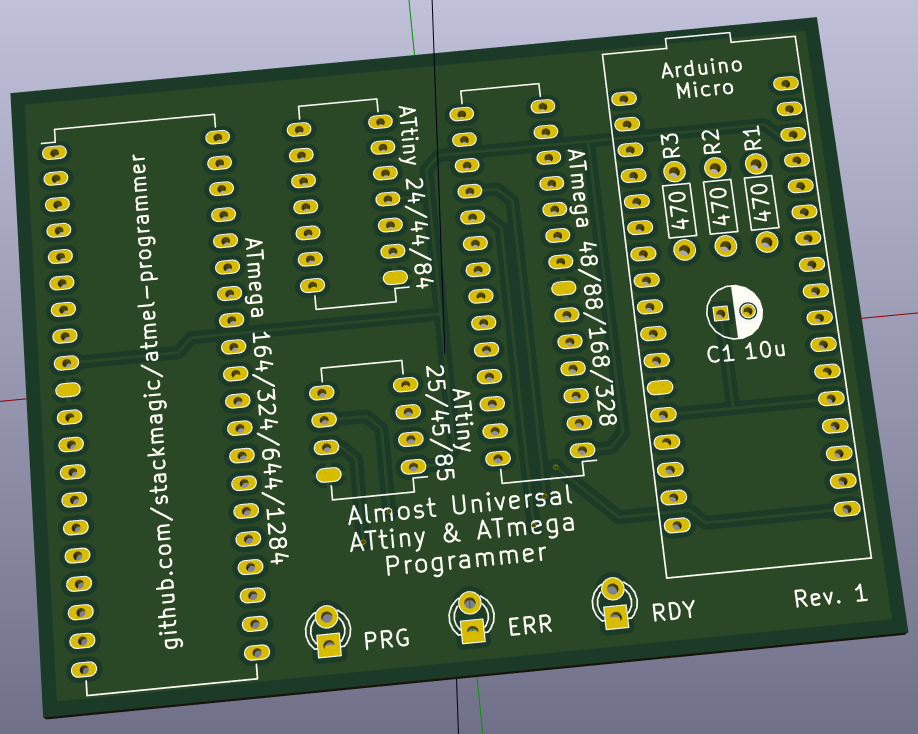 github.com/stackmagic/atmel-programmer
ATmega 164/324/644/1284
ATtiny 24/44/84
ATtiny
25/45/85
ATmega 48/88/168/328
Arduino
Micro
R3
R2
R1
470
470
470
C1 10u
Almost Universal
ATtiny & ATmega
Programmer
PRG
ERR
RDY
Rev. 1